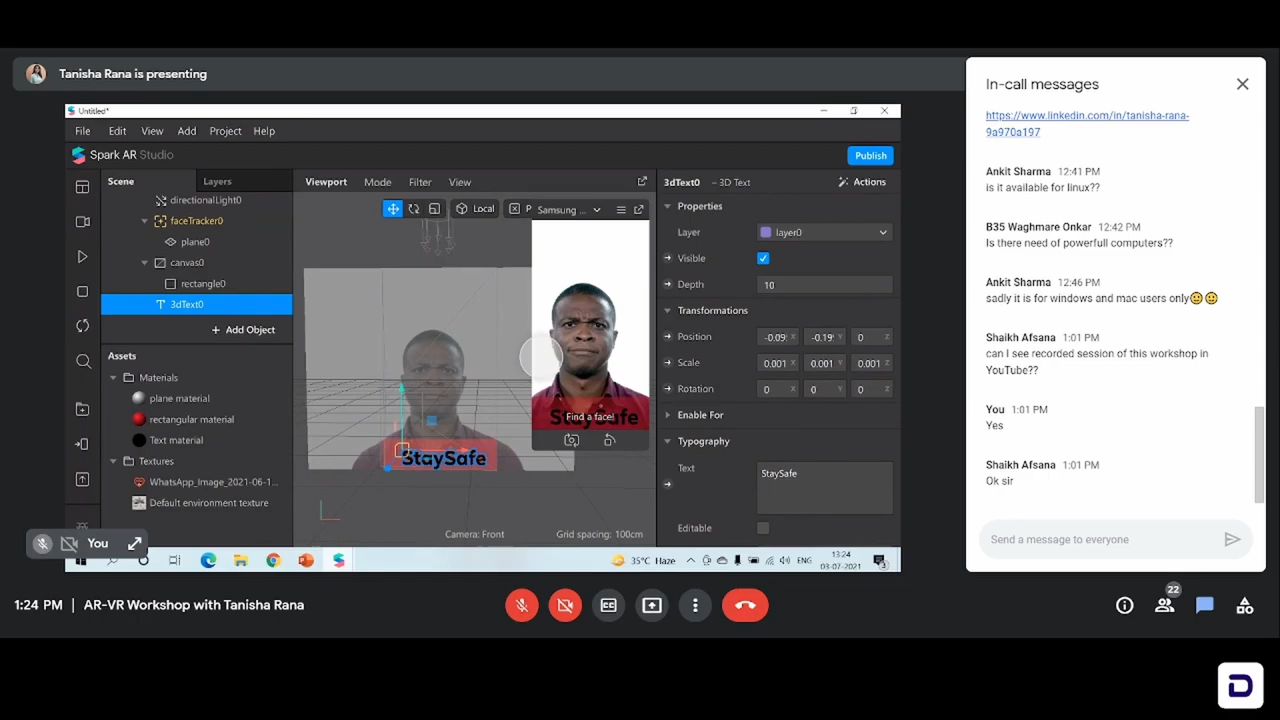 Tanisha Rana is presenting
Untitled*
File Edit View Add Project Help
Spark AR Studio
Publish
Scene Layers
directionalLight0
faceTracker0
plane0
canvas0
rectangle0
3dText0
+ Add Object
Assets
Materials
plane material
rectangular material
Text material
Textures
WhatsApp_Image_2021-06-1...
Default environment texture
Viewport Mode Filter View
Local
P Samsung ...
StaySafe
StaySafe
Find a face!
Camera: Front Grid spacing: 100cm
3dText0 – 3D Text Actions
Properties
Layer layer0
Visible
Depth 10
Transformations
Position -0.09 X -0.19 Y 0 Z
Scale 0.001 X 0.001 Y 0.001 Z
Rotation 0 X 0 Y 0 Z
Enable For
Typography
Text StaySafe
Editable
You
35°C Haze ENG 13:24
03-07-2021
3
1:24 PM | AR-VR Workshop with Tanisha Rana
22
In-call messages
https://www.linkedin.com/in/tanisha-rana-
9a970a197
Ankit Sharma 12:41 PM
is it available for linux??
B35 Waghmare Onkar 12:42 PM
Is there need of powerfull computers??
Ankit Sharma 12:46 PM
sadly it is for windows and mac users only
Shaikh Afsana 1:01 PM
can I see recorded session of this workshop in
YouTube??
You 1:01 PM
Yes
Shaikh Afsana 1:01 PM
Ok sir
Send a message to everyone
D